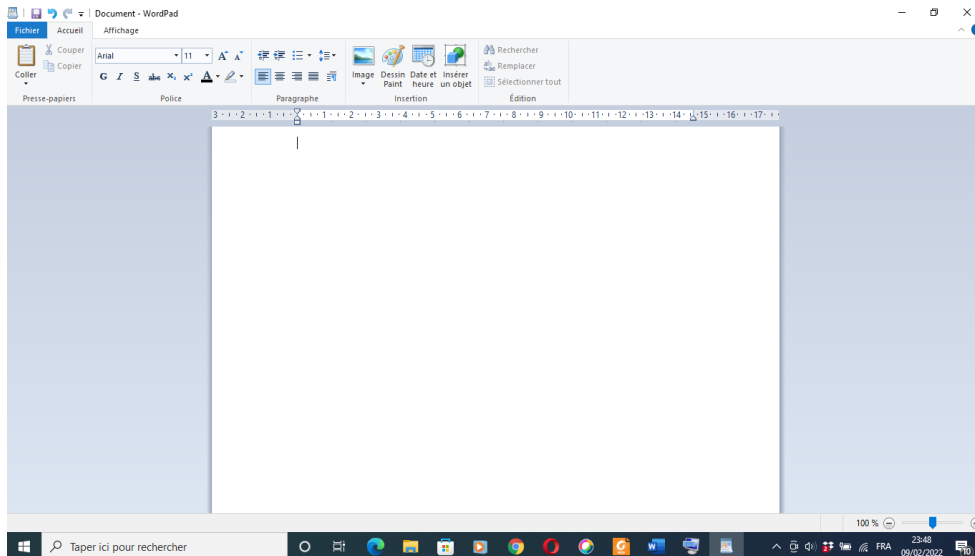 Document - WordPad
Fichier Accueil Affichage
Coller
Couper
Copier
Presse-papiers
Arial 11
G I S abc X₂ X² A
Police
Paragraphe
Image
Dessin Paint
Date et heure
Insérer un objet
Insertion
Rechercher
Remplacer
Sélectionner tout
Édition
3 2 1 1 2 3 4 5 6 7 8 9 10 11 12 13 14 15 16 17
100 %
Taper ici pour rechercher
FRA
23:48
09/02/2022